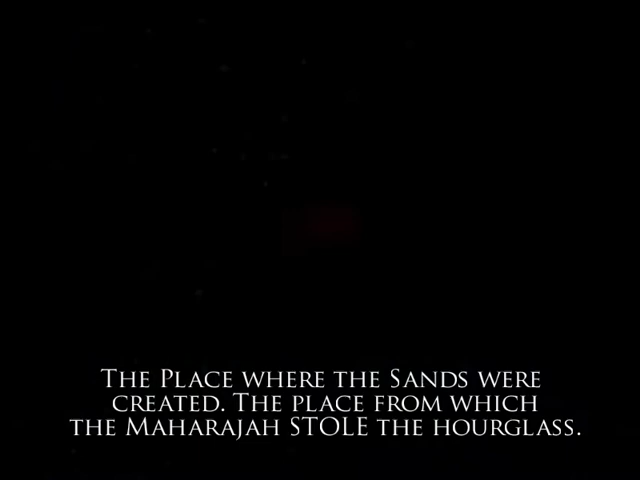 The Place where the Sands were
created. The place from which
the Maharajah STOLE the hourglass.